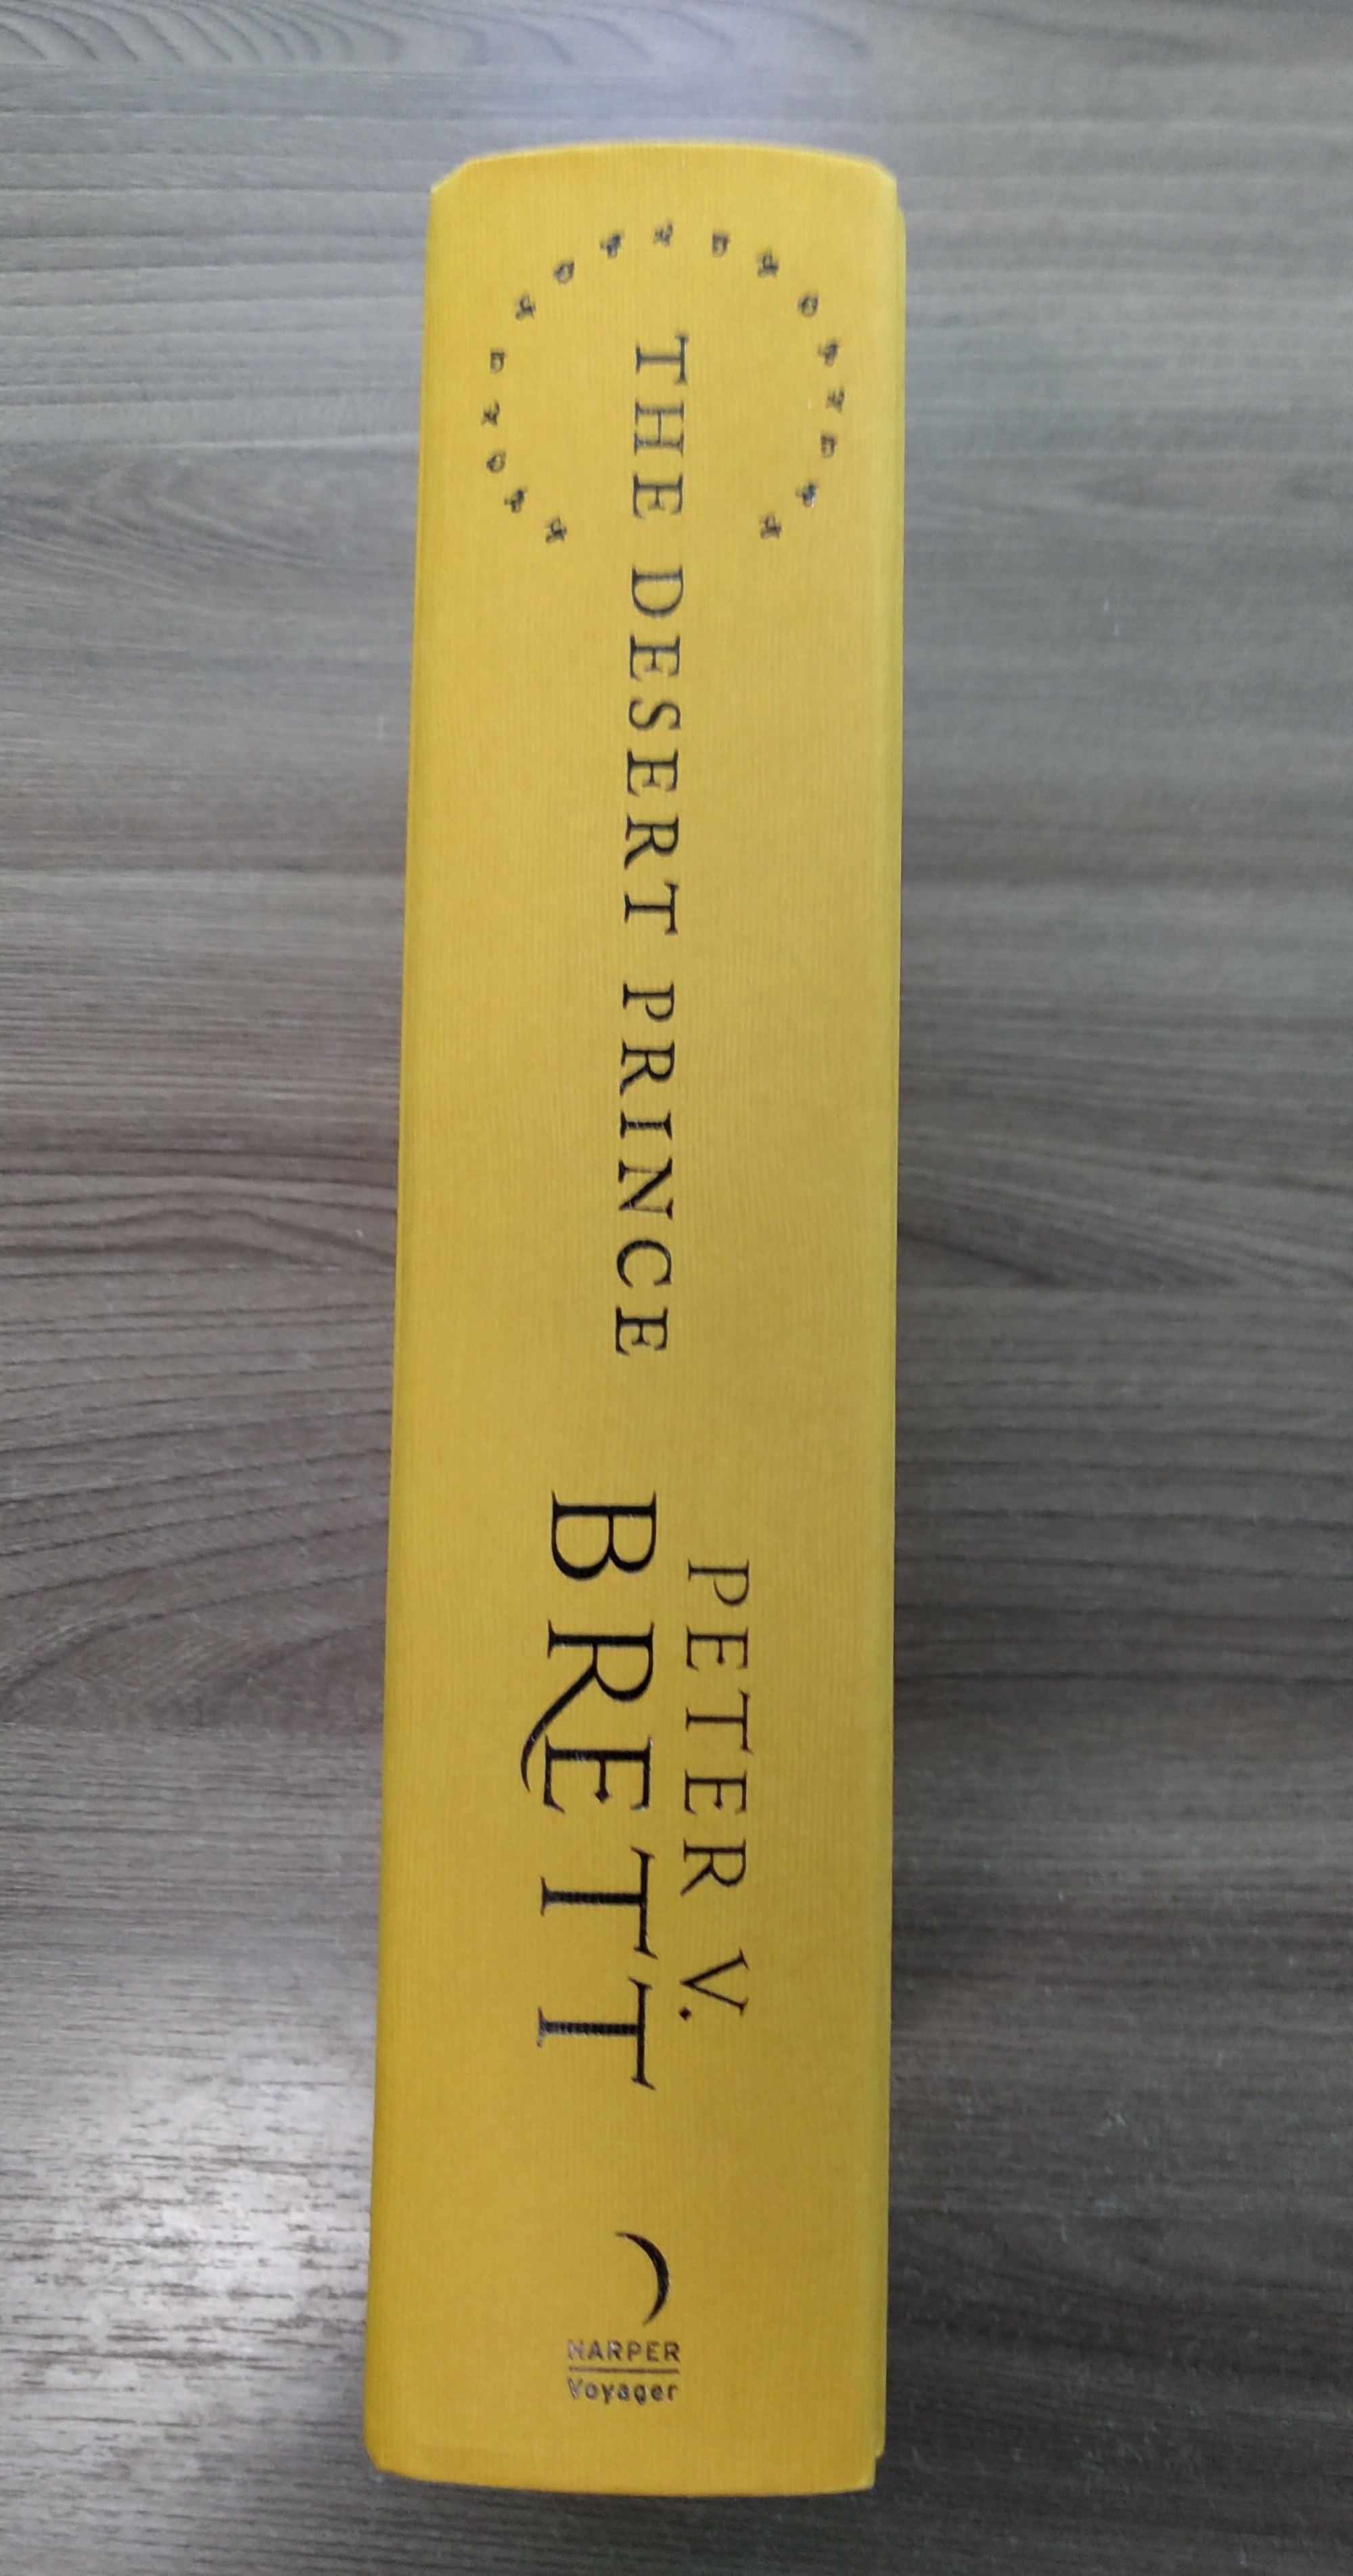 THE DESERT PRINCE
PETER V.
BRETT
HARPER
Voyager